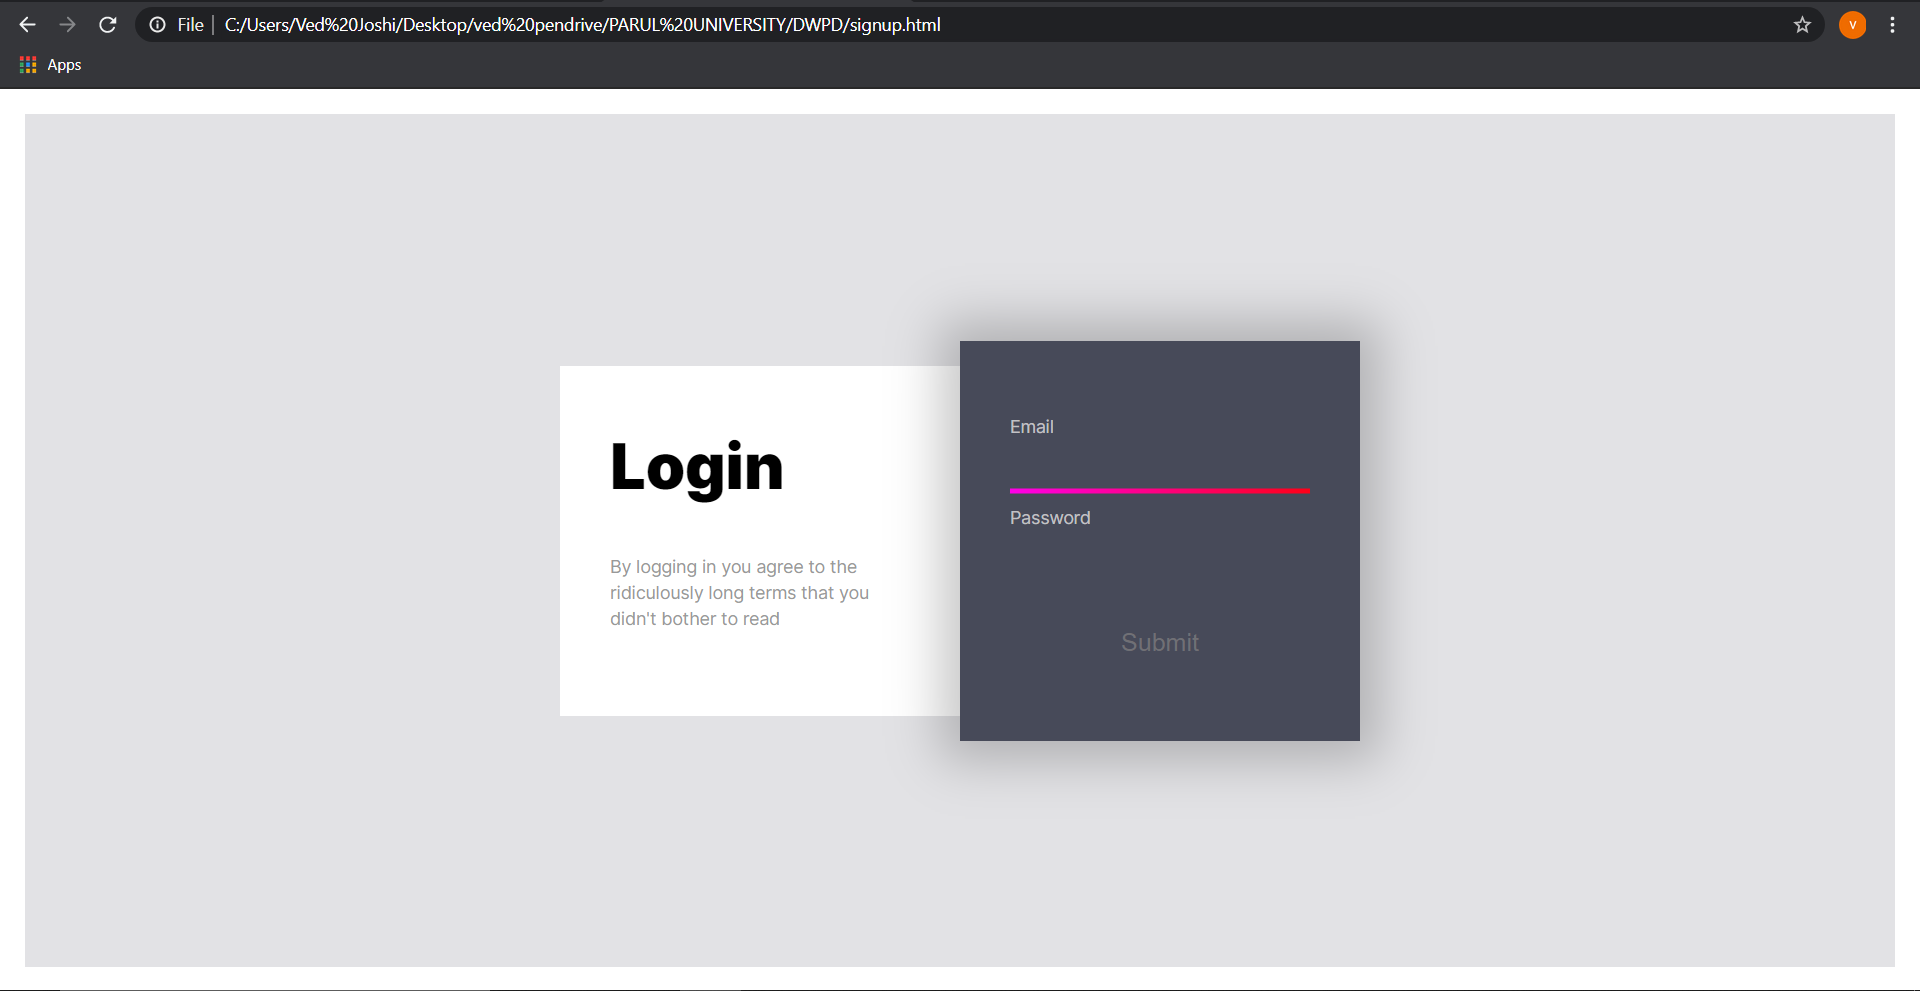 File | C:/Users/Ved%20Joshi/Desktop/ved%20pendrive/PARUL%20UNIVERSITY/DWPD/signup.html
V
Apps
Login
By logging in you agree to the
ridiculously long terms that you
didn't bother to read
Email
Password
Submit